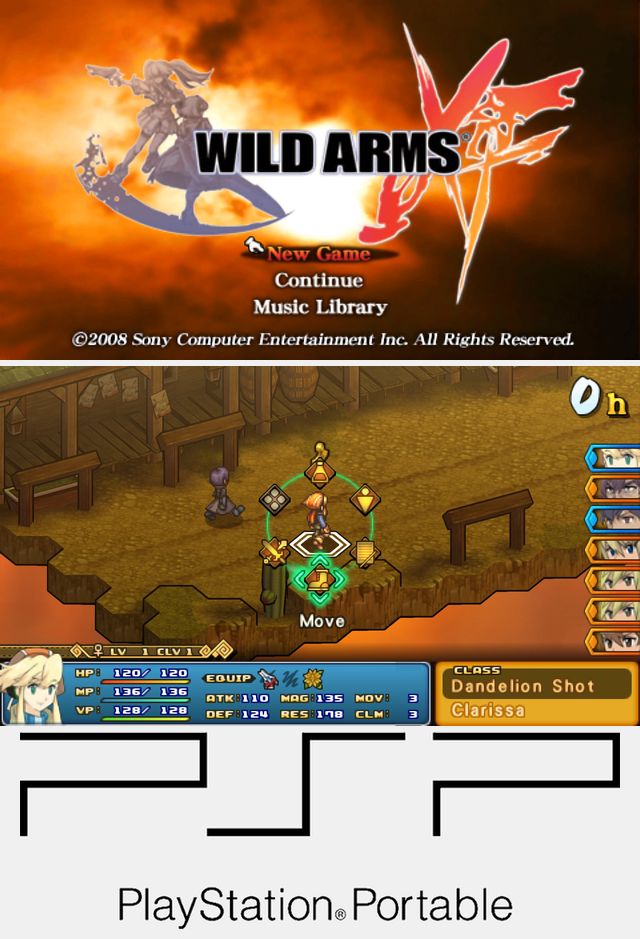 WILD ARMS® XF
New Game
Continue
Music Library
©2008 Sony Computer Entertainment Inc. All Rights Reserved.
0h
Move
LV 1 CLV 1
HP: 120/ 120
MP: 136/ 136
VP: 128/ 128
EQUIP
ATK:110 MAG:135 MOV: 3
DEF:124 RES:178 CLM: 3
CLASS
Dandelion Shot
Clarissa
PSP
PlayStation®Portable